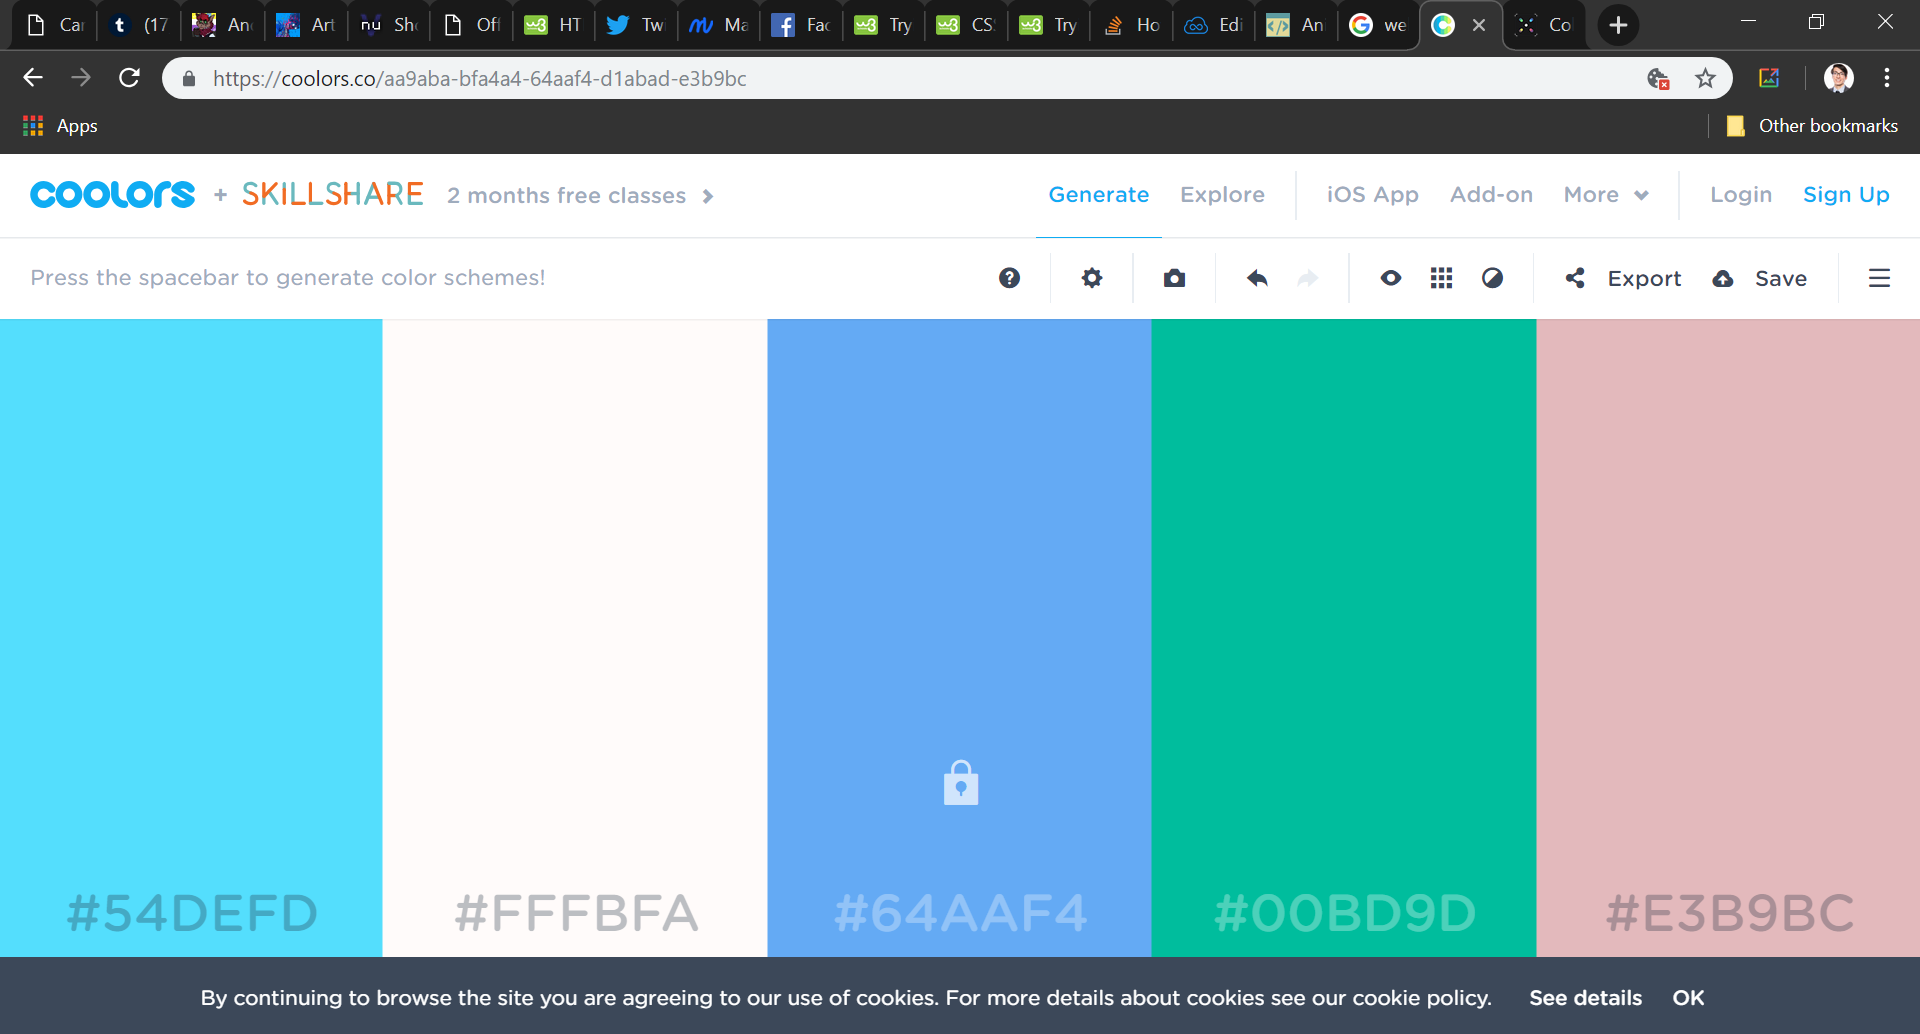 Car (17 An Art Sh Off HT Twi Ma Fac Try CS Try Ho Edi An we Co
https://coolors.co/aa9aba-bfa4a4-64aaf4-d1abad-e3b9bc
Apps Other bookmarks
coolors + SKILLSHARE 2 months free classes Generate Explore iOS App Add-on More Login Sign Up
Press the spacebar to generate color schemes! Export Save
#54DEFD #FFFBFA #64AAF4 #00BD9D #E3B9BC
By continuing to browse the site you are agreeing to our use of cookies. For more details about cookies see our cookie policy. See details OK